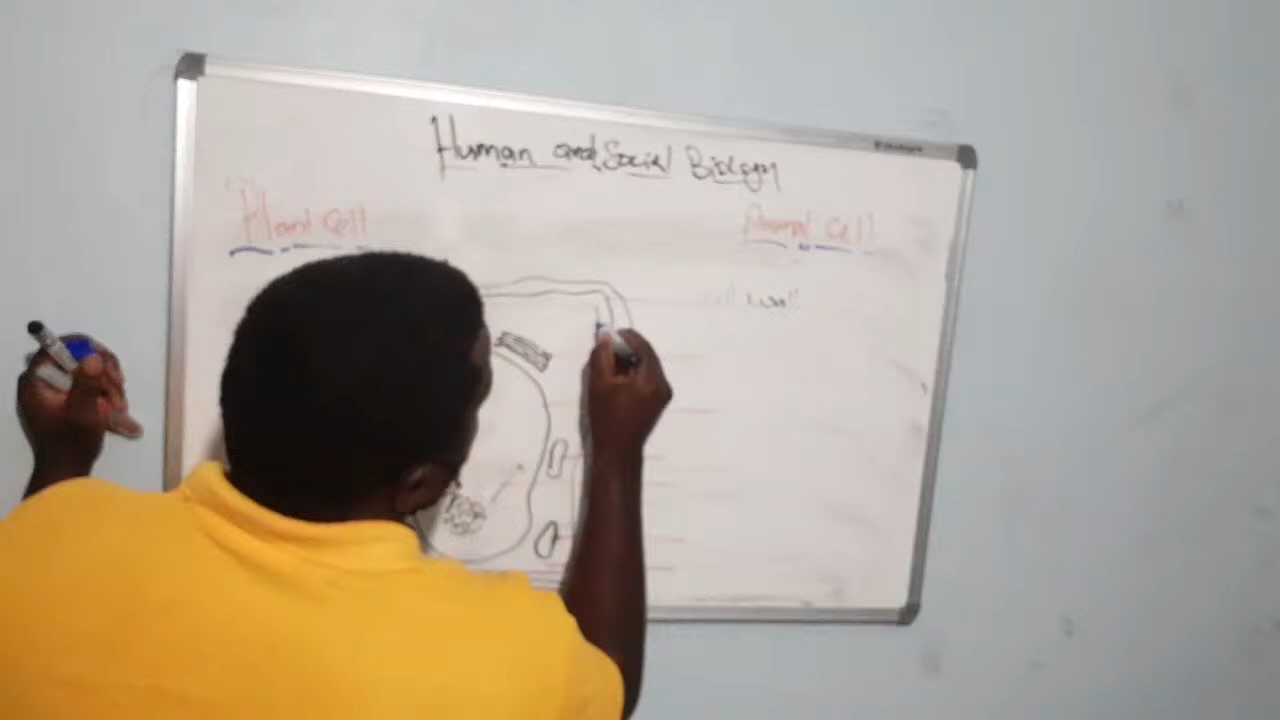 Human and Social Biology
Plant Cell
Animal Cell
Cell wall